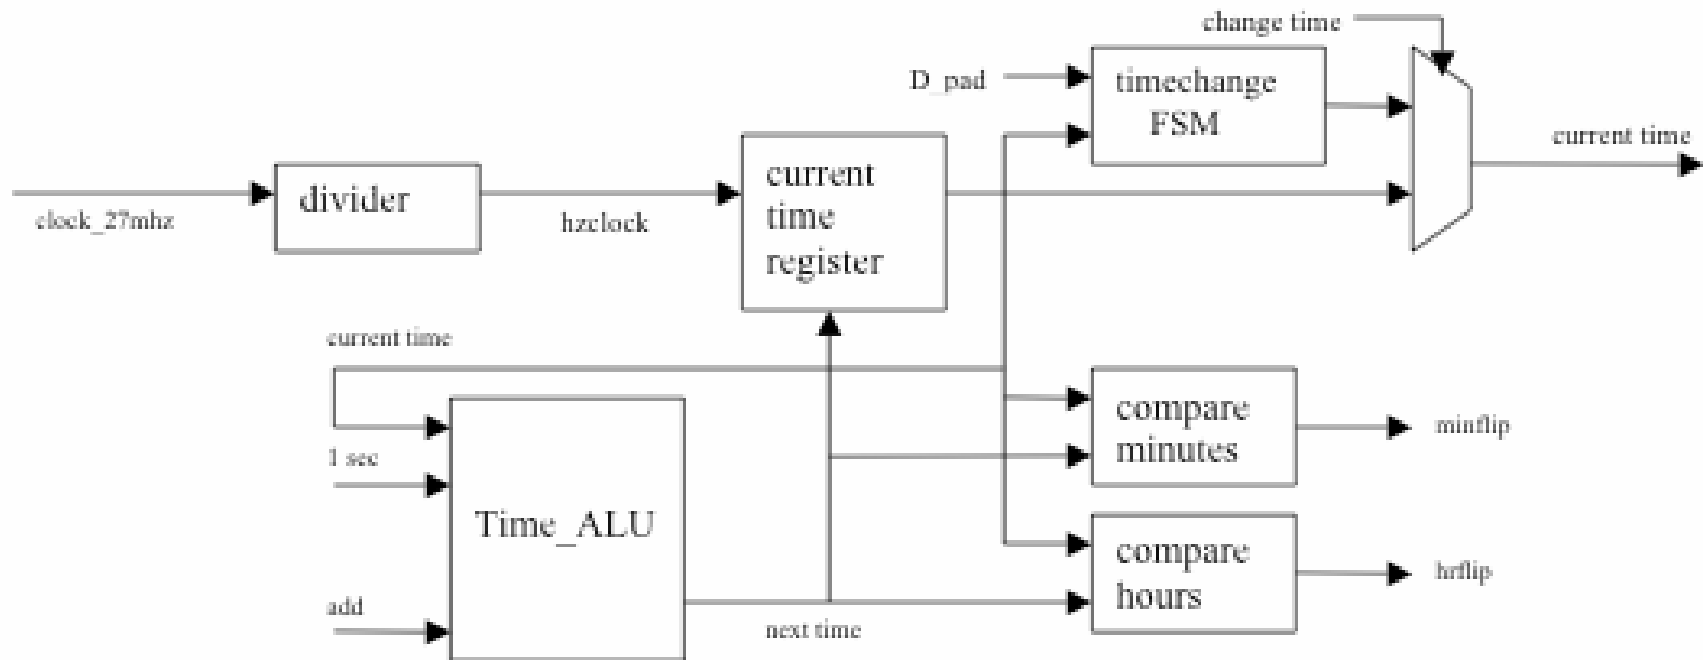 change time
D_pad
timechange
FSM
current time
clock_27mhz
divider
hzclock
current
time
register
current time
1 sec
Time_ALU
add
next time
compare
minutes
minflip
compare
hours
hrflip